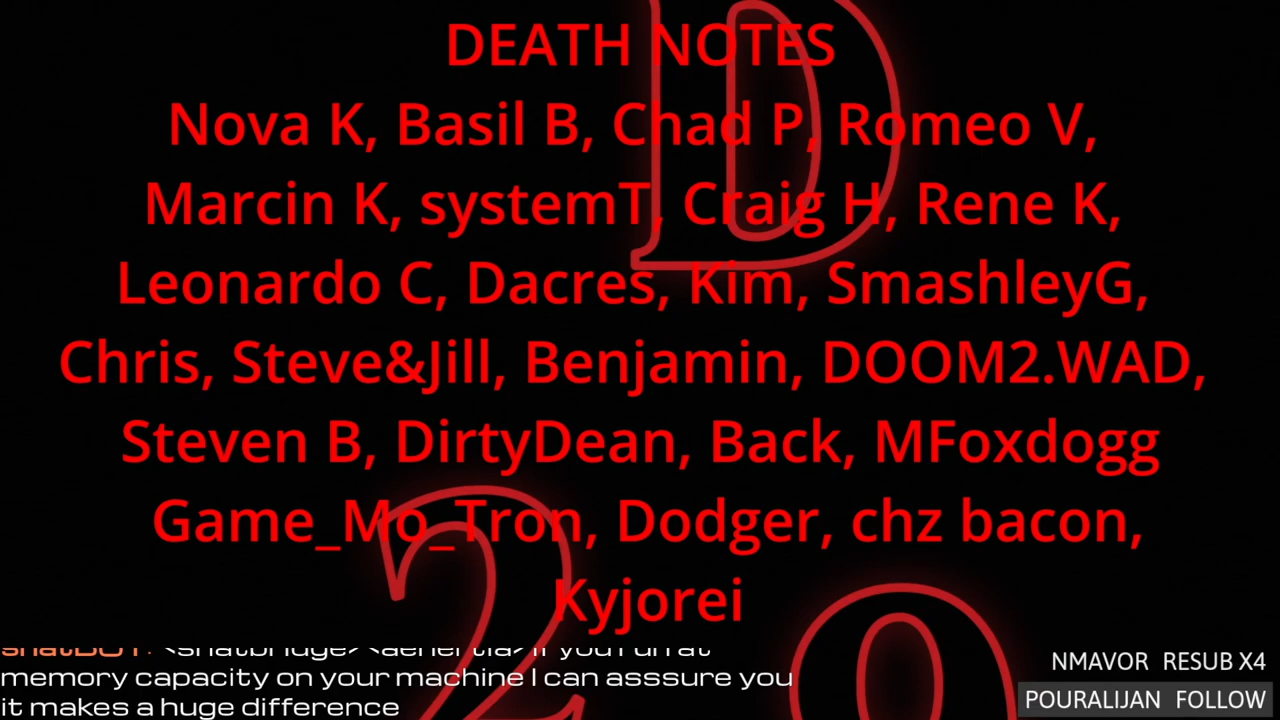 DEATH NOTES
Nova K, Basil B, Chad P, Romeo V,
Marcin K, systemT, Craig H, Rene K,
Leonardo C, Dacres, Kim, SmashleyG,
Chris, Steve&Jill, Benjamin, DOOM2.WAD,
Steven B, DirtyDean, Back, MFoxdogg
Game_Mo_Tron, Dodger, chz bacon,
Kyjorei
D
2
memory capacity on your machine I can asssure you
it makes a huge difference
NMAVOR RESUB X4
POURALIJAN FOLLOW